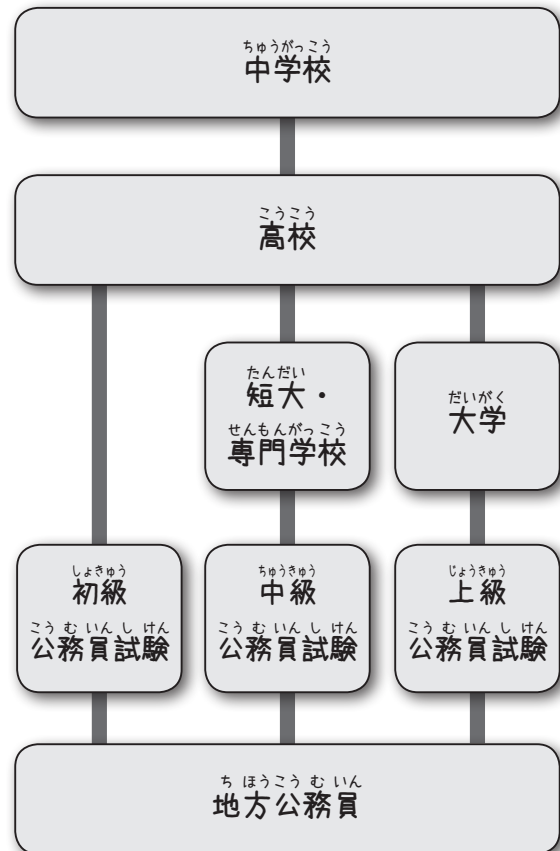 ちゅうがっこう
中学校
こうこう
高校
たんだい
短大・
せんもんがっこう
専門学校
だいがく
大学
しょきゅう
初級
こうむいんしけん
公務員試験
ちゅうきゅう
中級
こうむいんしけん
公務員試験
じょうきゅう
上級
こうむいんしけん
公務員試験
ちほうこうむいん
地方公務員